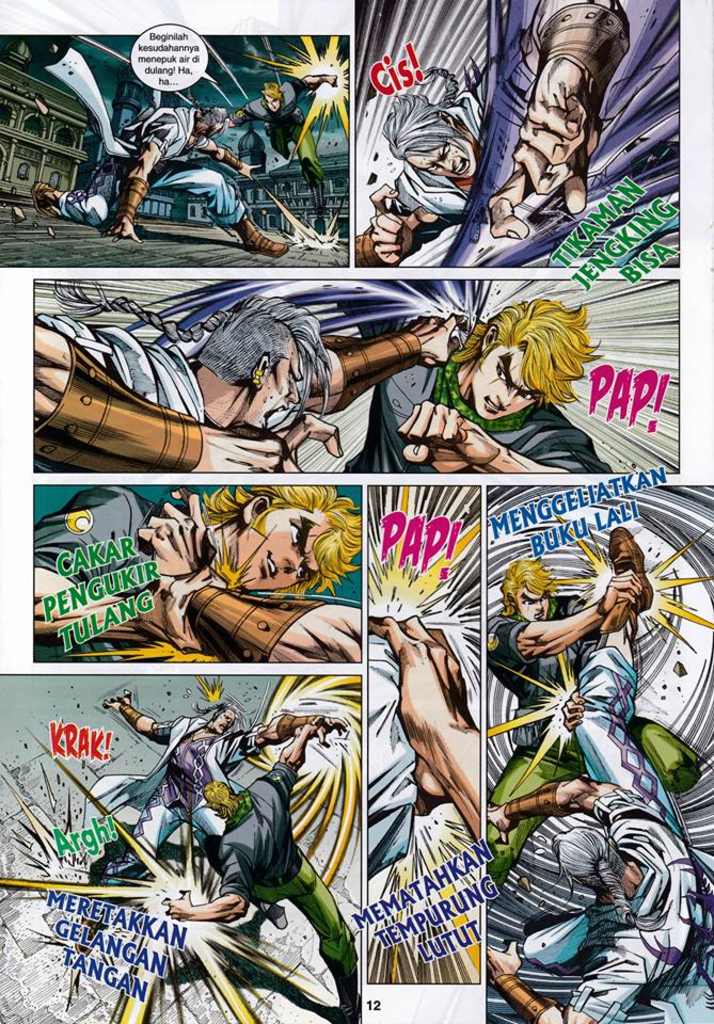 Beginilah
kesudahannya
menepuk air di
dulang! Ha,
ha...
Cis!
TIKAMAN
JENGKING
BISA
PAP!
CAKAR
PENGUKIR
TULANG
PAP!
MENGGELIATKAN
BUKU LALI
KRAK!
Argh!
MERETAKKAN
GELANGAN
TANGAN
MEMATAHKAN
TEMPURUNG
LUTUT
12